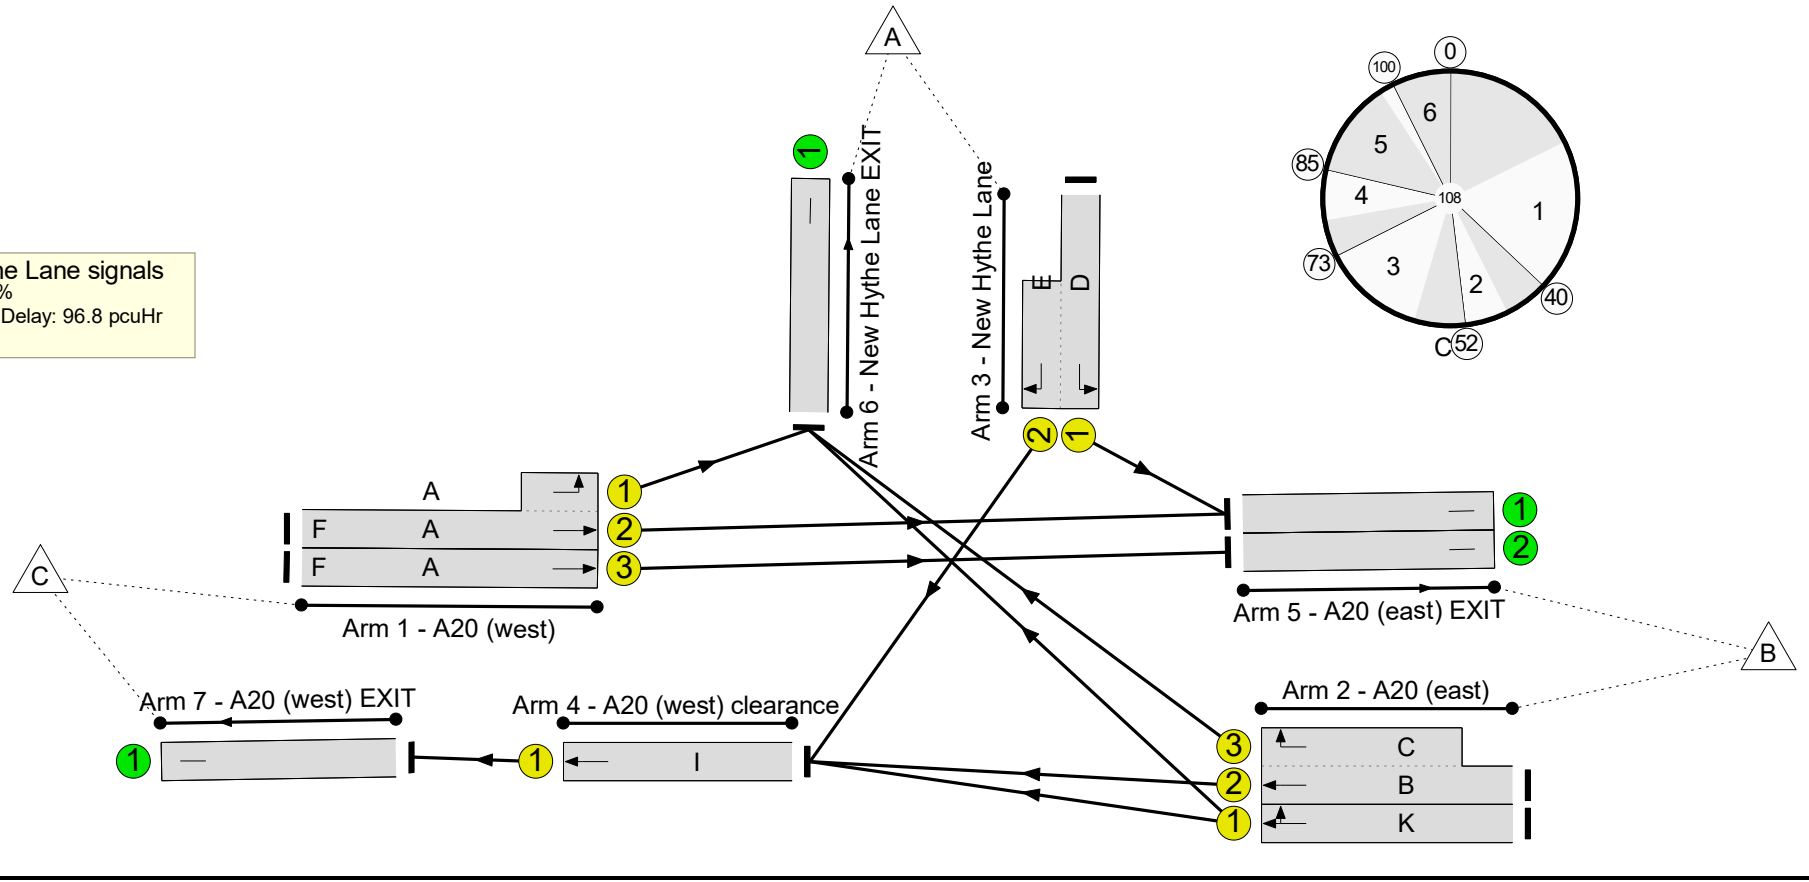 A
0
100
6
1
5
85
4
108
1
73
3
2
40
C
52
Arm 6 - New Hythe Lane EXIT
Arm 3 - New Hythe Lane
E
D
2
1
Lane signals
%
Delay: 96.8 pcuHr
A
1
F
A
2
F
A
3
C
Arm 1 - A20 (west)
1
2
Arm 5 - A20 (east) EXIT
B
Arm 2 - A20 (east)
Arm 7 - A20 (west) EXIT
Arm 4 - A20 (west) clearance
1
1
I
3
C
2
B
1
K